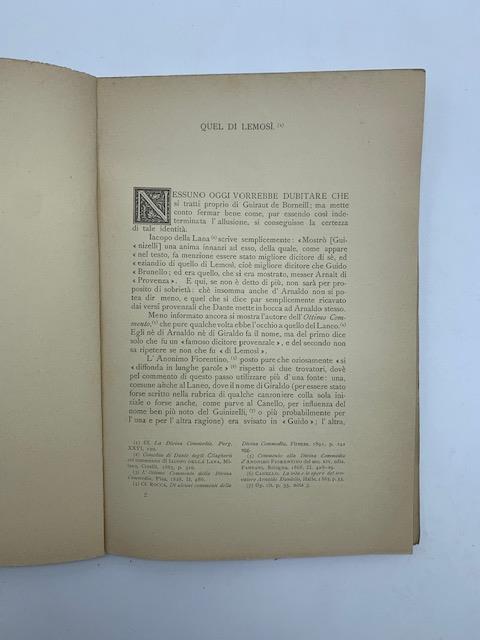 QUEL DI LEMOSÌ. (1)
NESSUNO OGGI VORREBBE DUBITARE CHE
si tratti proprio di Guiraut de Borneill; ma mette
conto fermar bene come, pur essendo così inde-
terminata l'allusione, si conseguisse la certezza
di tale identità.
Iacopo della Lana (2) scrive semplicemente: «Mostrò [Gui-
«nizelli] una anima innanzi ad esso, della quale, come appare
«nel testo, fa menzione essere stato migliore dicitore di sè, ed
«eziandio di quello di Lemosè, cioè migliore dicitore che Guido
«Brunello; ed era quello, che si era mostrato, messer Arnalt di
«Provenza». E qui, se non è detto di più, non sarà per pro-
posito di sobrietà: chè insomma anche d'Arnaldo non si po-
tea dir meno, e quel che si dice par semplicemente ricavato
dai versi provenzali che Dante mette in bocca ad Arnaldo stesso.
Meno informato ancora si mostra l'autore dell'Ottimo Com-
mento, (3) che pure qualche volta ebbe l'occhio a quello del Laneo. (4)
Egli nè di Arnaldo nè di Giraldo fa il nome, ma del primo dice
solo che fu un «famoso dicitore provenzale», e del secondo non
sa ripetere se non che fu «di Lemosì».
L'Anonimo Fiorentino, (5) posto pure che oziosamente «si
«diffonda in lunghe parole» (6) rispetto ai due trovatori, dovè
pel commento di questo passo utilizzare più d'una fonte: una,
comune anche al Laneo, dove il nome di Giraldo (per essere stato
forse scritto nella rubrica di qualche canzoniere colla sola ini-
ziale o forse anche, come parve al Canello, per influenza del
nome ben più noto del Guinizelli, (7) o più probabilmente per
l'una e per l'altra ragione) era svisato in «Guido»; l'altra,
(1) Cf. La Divina Commedia, Purg.
XXVI, 120.
(2) Comedia di Dante degli Allagherii
col commento di IACOPO DELLA LANA, Mi-
lano, Civelli, 1865, p. 310.
(3) L'Ottimo Commento della Divina
Commedia, Pisa, 1828, II, 486.
(4) Cf. ROCCA, Di alcuni commenti della
Divina Commedia, Firenze, 1891, p. 242
sgg.
(5) Commento alla Divina Commedia
d'ANONIMO FIORENTINO del sec. XIV, ediz.
FANFANI, Bologna, 1868, II, 428-29.
(6) CANELLO, La vita e le opere del tro-
vatore Arnaldo Daniello, Halle, 1883, p. 55.
(7) Op. cit. p. 55, nota 3.
2